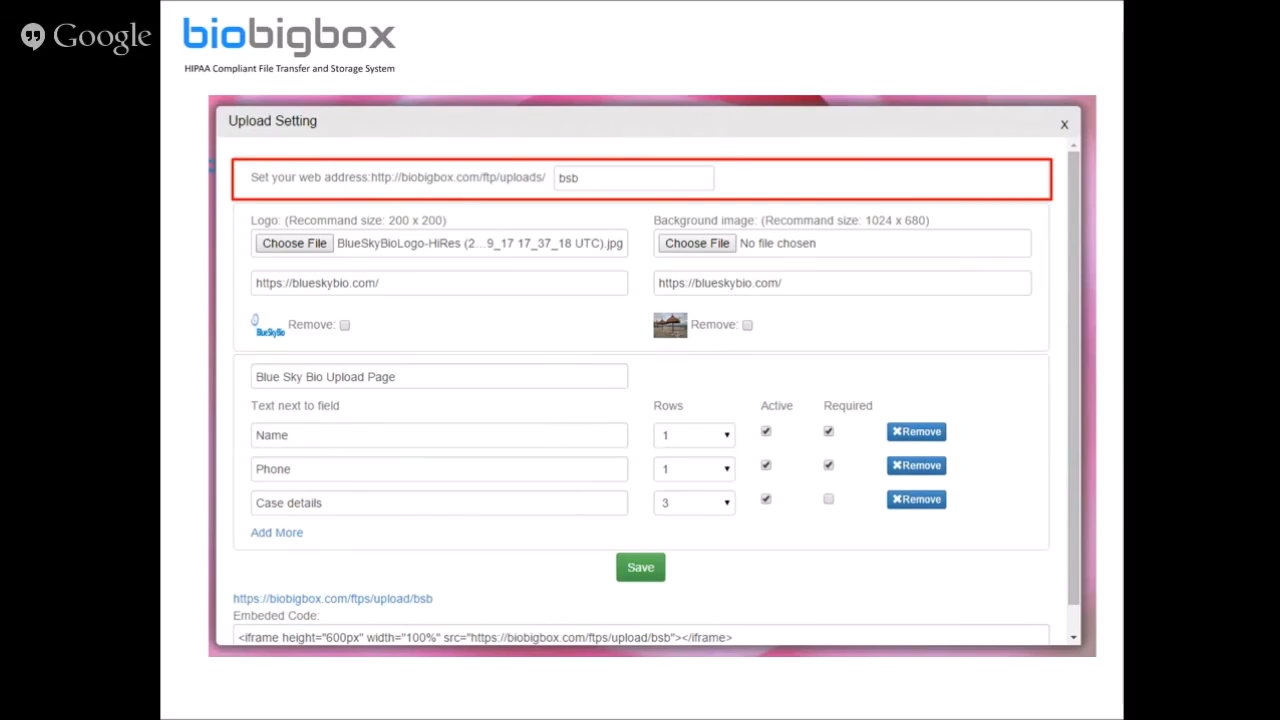 Google
biobigbox
HIPAA Compliant File Transfer and Storage System
Upload Setting X
Set your web address:http://biobigbox.com/ftp/uploads/ bsb
Logo: (Recommand size: 200 x 200) Background image: (Recommand size: 1024 x 680)
Choose File BlueSkyBioLogo-HiRes (2...9_17 17_37_18 UTC).jpg Choose File No file chosen
https://blueskybio.com/ https://blueskybio.com/
BlueSkyBio Remove: Remove:
Blue Sky Bio Upload Page
Text next to field Rows Active Required
Name 1 Remove
Phone 1 Remove
Case details 3 Remove
Add More
Save
https://biobigbox.com/ftps/upload/bsb
Embeded Code:
<iframe height="600px" width="100%" src="https://biobigbox.com/ftps/upload/bsb"></iframe>